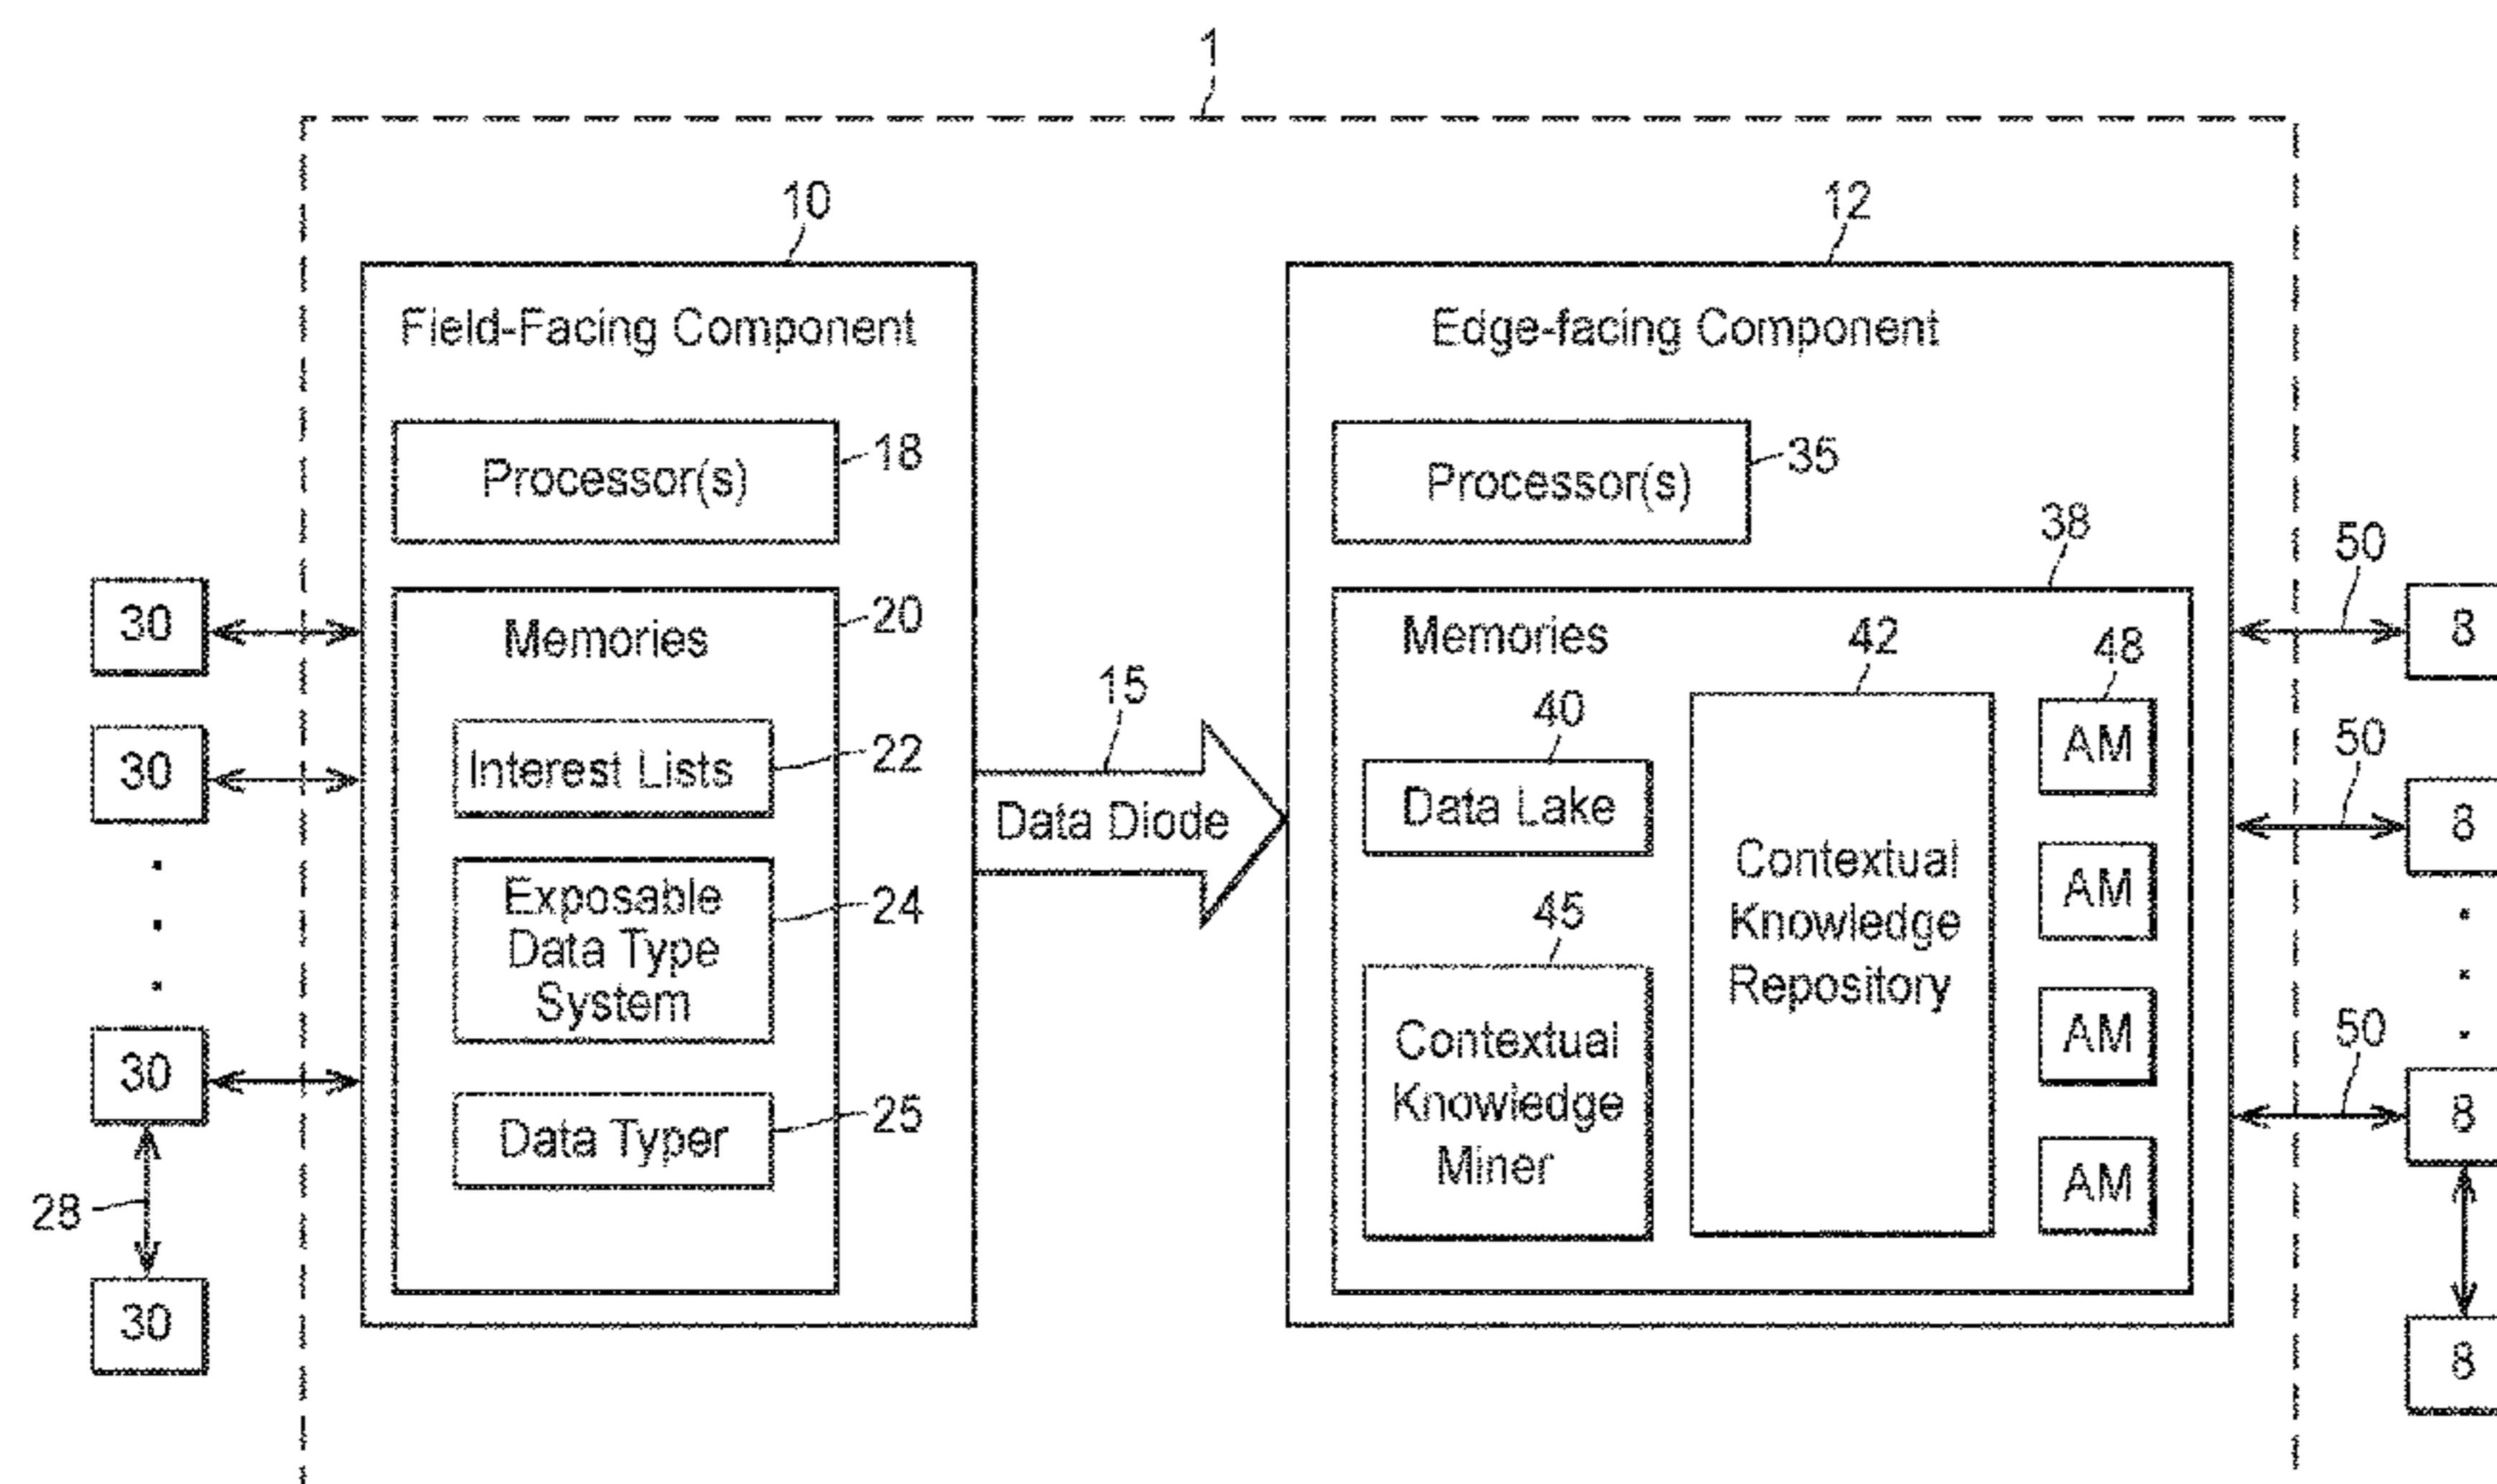 1
10
12
Field-Facing Component
Edge-facing Component
Processor(s)
18
Processor(s)
35
38
50
30
Memories
20
Memories
42
48
8
15
40
AM
50
30
Interest Lists
22
Data Diode
Data Lake
Contextual
Knowledge
Repository
8
Exposable
Data Type
System
24
45
AM
Contextual
Knowledge
Miner
AM
50
30
Data Typer
25
8
28
AM
30
8